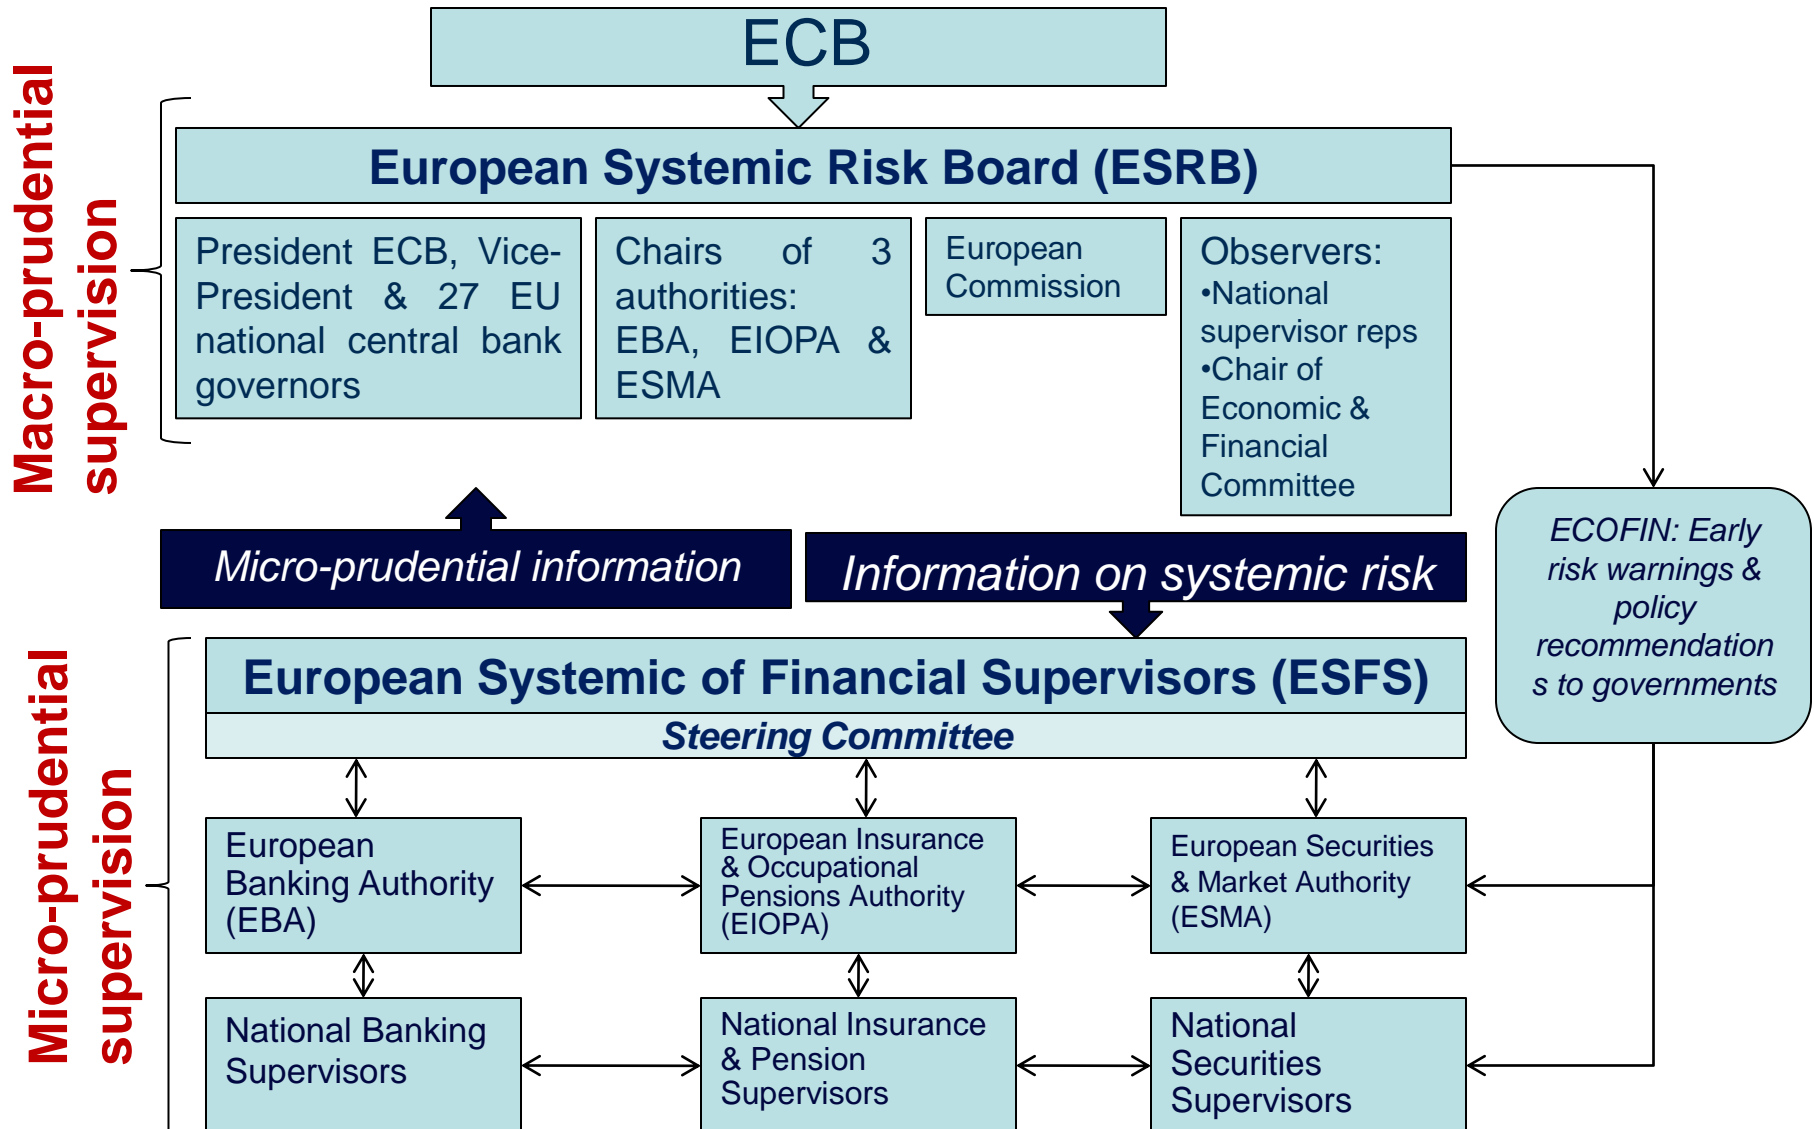 ECB
Macro-prudential
supervision
European Systemic Risk Board (ESRB)
President ECB, Vice-
President & 27 EU
national central bank
governors
Chairs of 3
authorities:
EBA, EIOPA &
ESMA
European
Commission
Observers:
•National
supervisor reps
•Chair of
Economic &
Financial
Committee
Micro-prudential information
Information on systemic risk
ECOFIN: Early
risk warnings &
policy
recommendation
s to governments
Micro-prudential
supervision
European Systemic of Financial Supervisors (ESFS)
Steering Committee
European
Banking Authority
(EBA)
European Insurance
& Occupational
Pensions Authority
(EIOPA)
European Securities
& Market Authority
(ESMA)
National Banking
Supervisors
National Insurance
& Pension
Supervisors
National
Securities
Supervisors